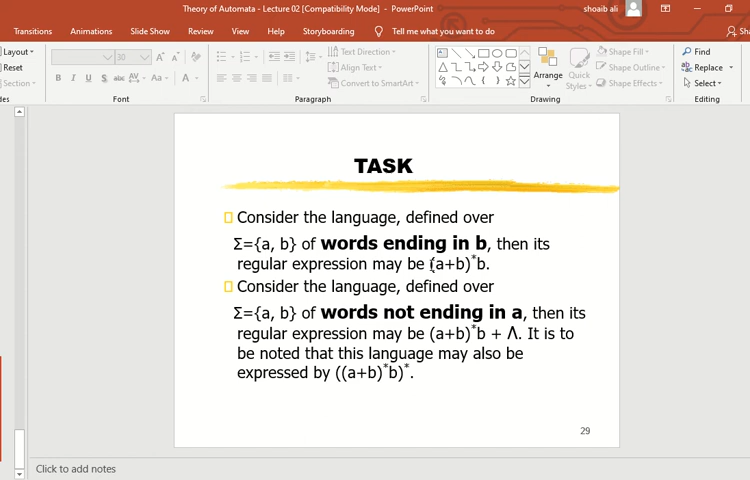 Theory of Automata - Lecture 02 [Compatibility Mode] - PowerPoint
shoaib ali
Transitions Animations Slide Show Review View Help Storyboarding Tell me what you want to do
Layout
Reset
Section
30
B I U S abc AV Aa A
Font
Text Direction
Align Text
Convert to SmartArt
Paragraph
Arrange
Quick
Styles
Shape Fill
Shape Outline
Shape Effects
Drawing
Find
Replace
Select
Editing
TASK
Consider the language, defined over
Σ={a, b} of words ending in b, then its
regular expression may be (a+b)*b.
Consider the language, defined over
Σ={a, b} of words not ending in a, then its
regular expression may be (a+b)*b + Λ. It is to
be noted that this language may also be
expressed by ((a+b)*b)*.
29
Click to add notes